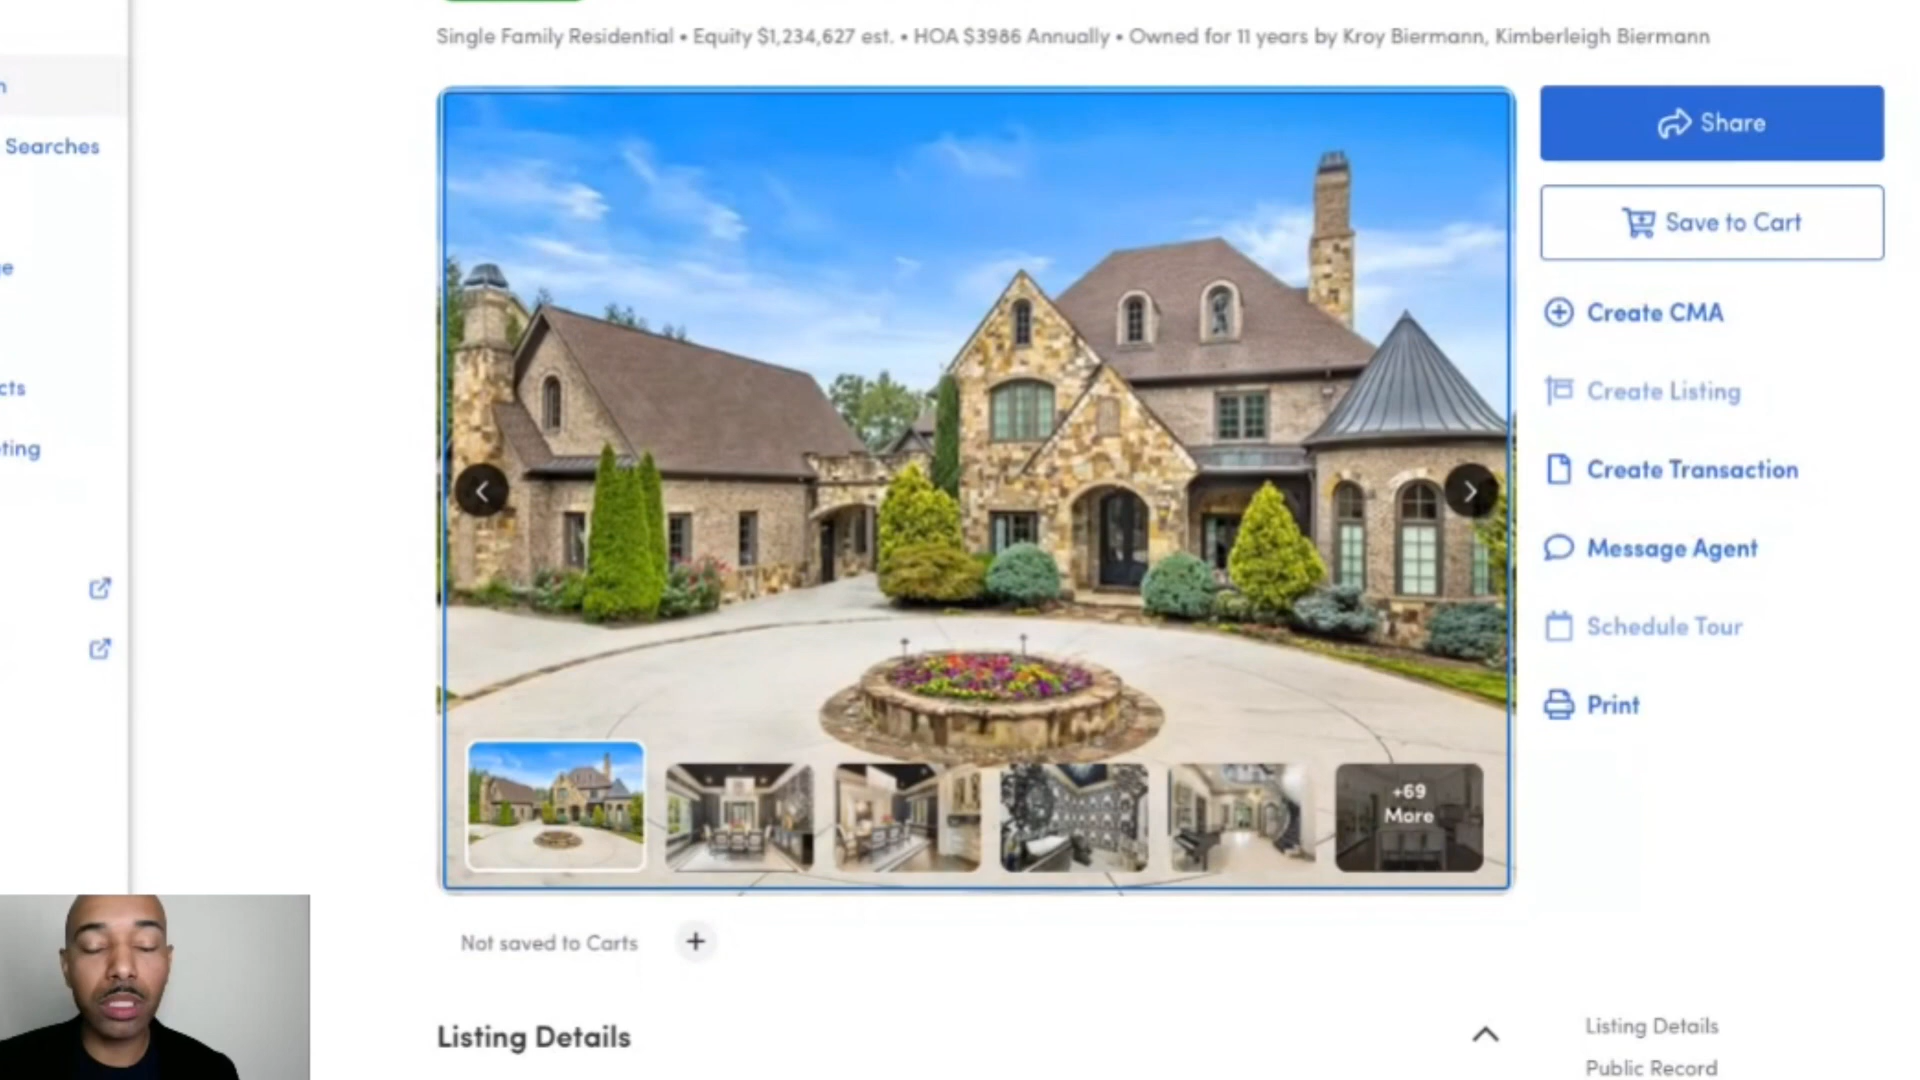 Single Family Residential • Equity $1,234,627 est. • HOA $3986 Annually • Owned for 11 years by Kroy Biermann, Kimberleigh Biermann
Searches
Share
Save to Cart
Create CMA
Create Listing
Create Transaction
Message Agent
Schedule Tour
Print
+69
More
Not saved to Carts
Listing Details
Listing Details
Public Record